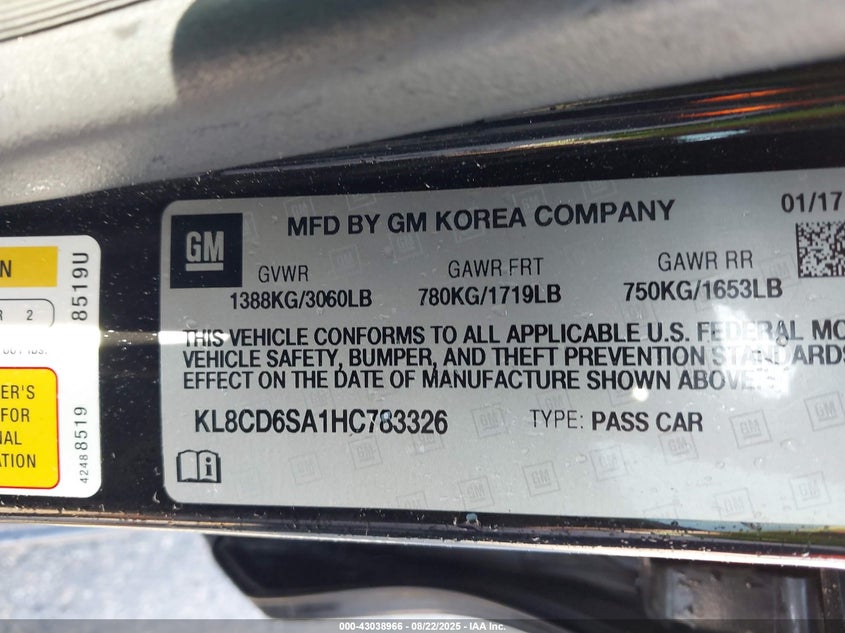 GM
MFD BY GM KOREA COMPANY
01/17
GVWR
GAWR FRT
GAWR RR
1388KG/3060LB
780KG/1719LB
750KG/1653LB
THIS VEHICLE CONFORMS TO ALL APPLICABLE U.S. FEDERAL MO
VEHICLE SAFETY, BUMPER, AND THEFT PREVENTION STANDARDS
EFFECT ON THE DATE OF MANUFACTURE SHOWN ABOVE.
KL8CD6SA1HC783326
TYPE: PASS CAR
N
R 2
ER'S
FOR
NAL
ATION
8519U
42488519
000-43038966 - 08/22/2025 - IAA Inc.